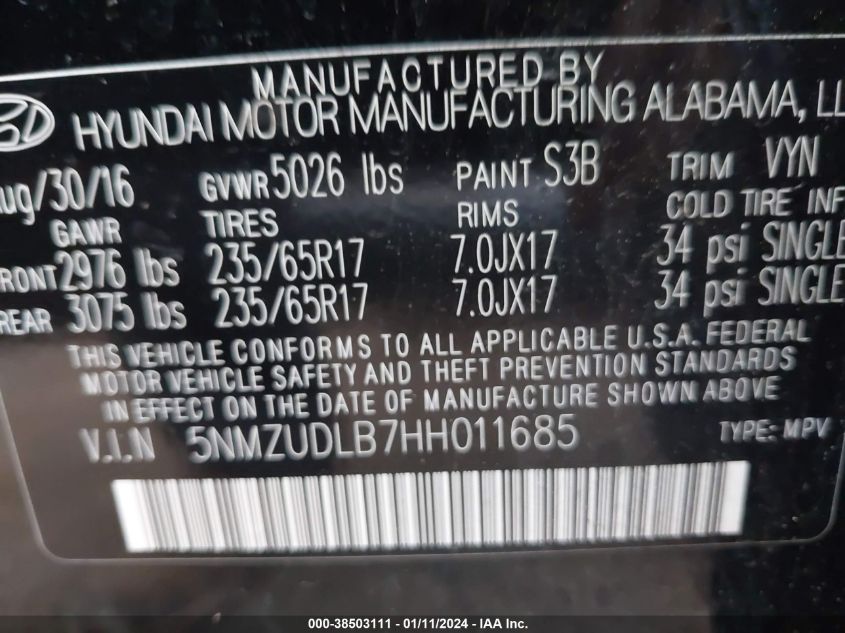 MANUFACTURED BY
HYUNDAI MOTOR MANUFACTURING ALABAMA, LL
Aug/30/16 GVWR 5026 lbs PAINT S3B TRIM VYN
GAWR TIRES RIMS COLD TIRE INF
FRONT 2976 lbs 235/65R17 7.0JX17 34 psi SINGLE
REAR 3075 lbs 235/65R17 7.0JX17 34 psi SINGLE
THIS VEHICLE CONFORMS TO ALL APPLICABLE U.S.A. FEDERAL
MOTOR VEHICLE SAFETY AND THEFT PREVENTION STANDARDS
IN EFFECT ON THE DATE OF MANUFACTURE SHOWN ABOVE
V.I.N 5NMZUDLB7HH011685 TYPE: MPV
000-38503111 - 01/11/2024 - IAA Inc.